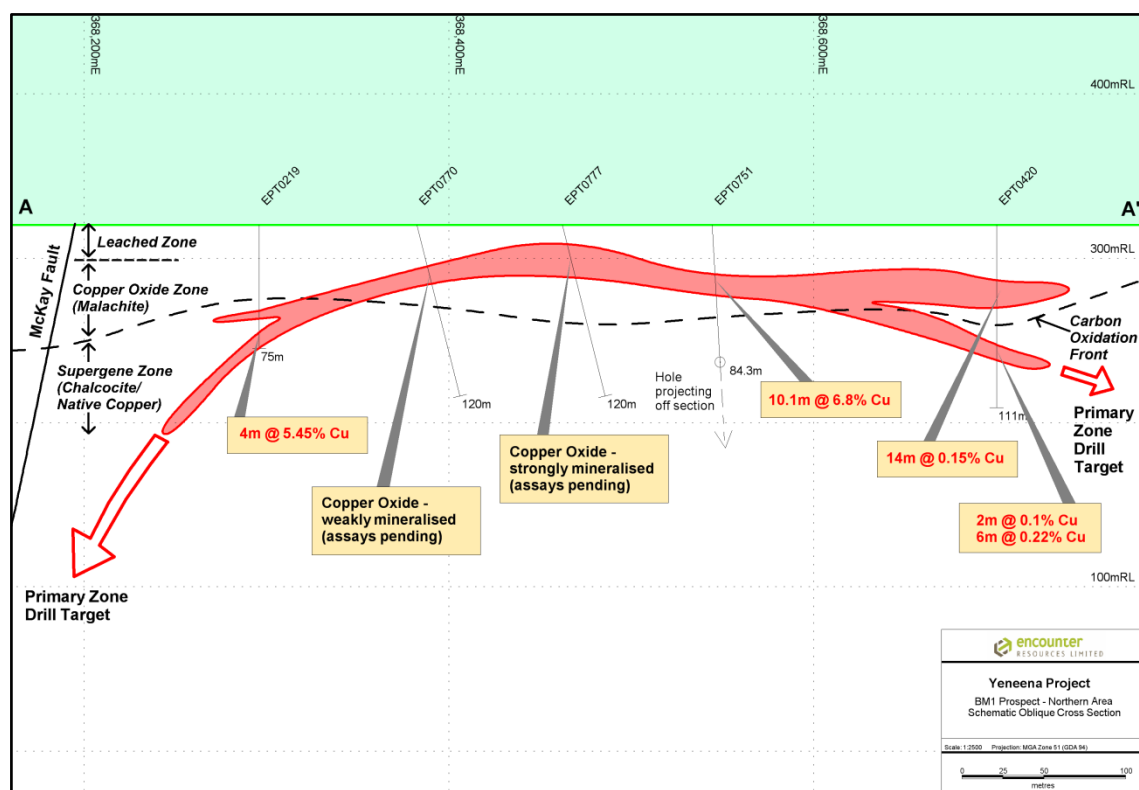 368,200mE
368,400mE
368,600mE
400mRL
EPT0219
EPT0770
EPT0777
EPT0751
EPT0420
A
A'
McKay Fault
Leached Zone
300mRL
Copper Oxide Zone
(Malachite)
Supergene Zone
(Chalcocite/
Native Copper)
Carbon
Oxidation
Front
75m
120m
120m
Hole
projecting
off section
84.3m
111m
4m @ 5.45% Cu
Copper Oxide -
weakly mineralised
(assays pending)
Copper Oxide -
strongly mineralised
(assays pending)
10.1m @ 6.8% Cu
14m @ 0.15% Cu
2m @ 0.1% Cu
6m @ 0.22% Cu
Primary
Zone
Drill
Target
Primary Zone
Drill Target
100mRL
encounter
RESOURCES LIMITED
Yeneena Project
BM1 Prospect - Northern Area
Schematic Oblique Cross Section
Scale: 1:2500 Projection: MGA Zone 51 (GDA 94)
0 25 50 100
metres